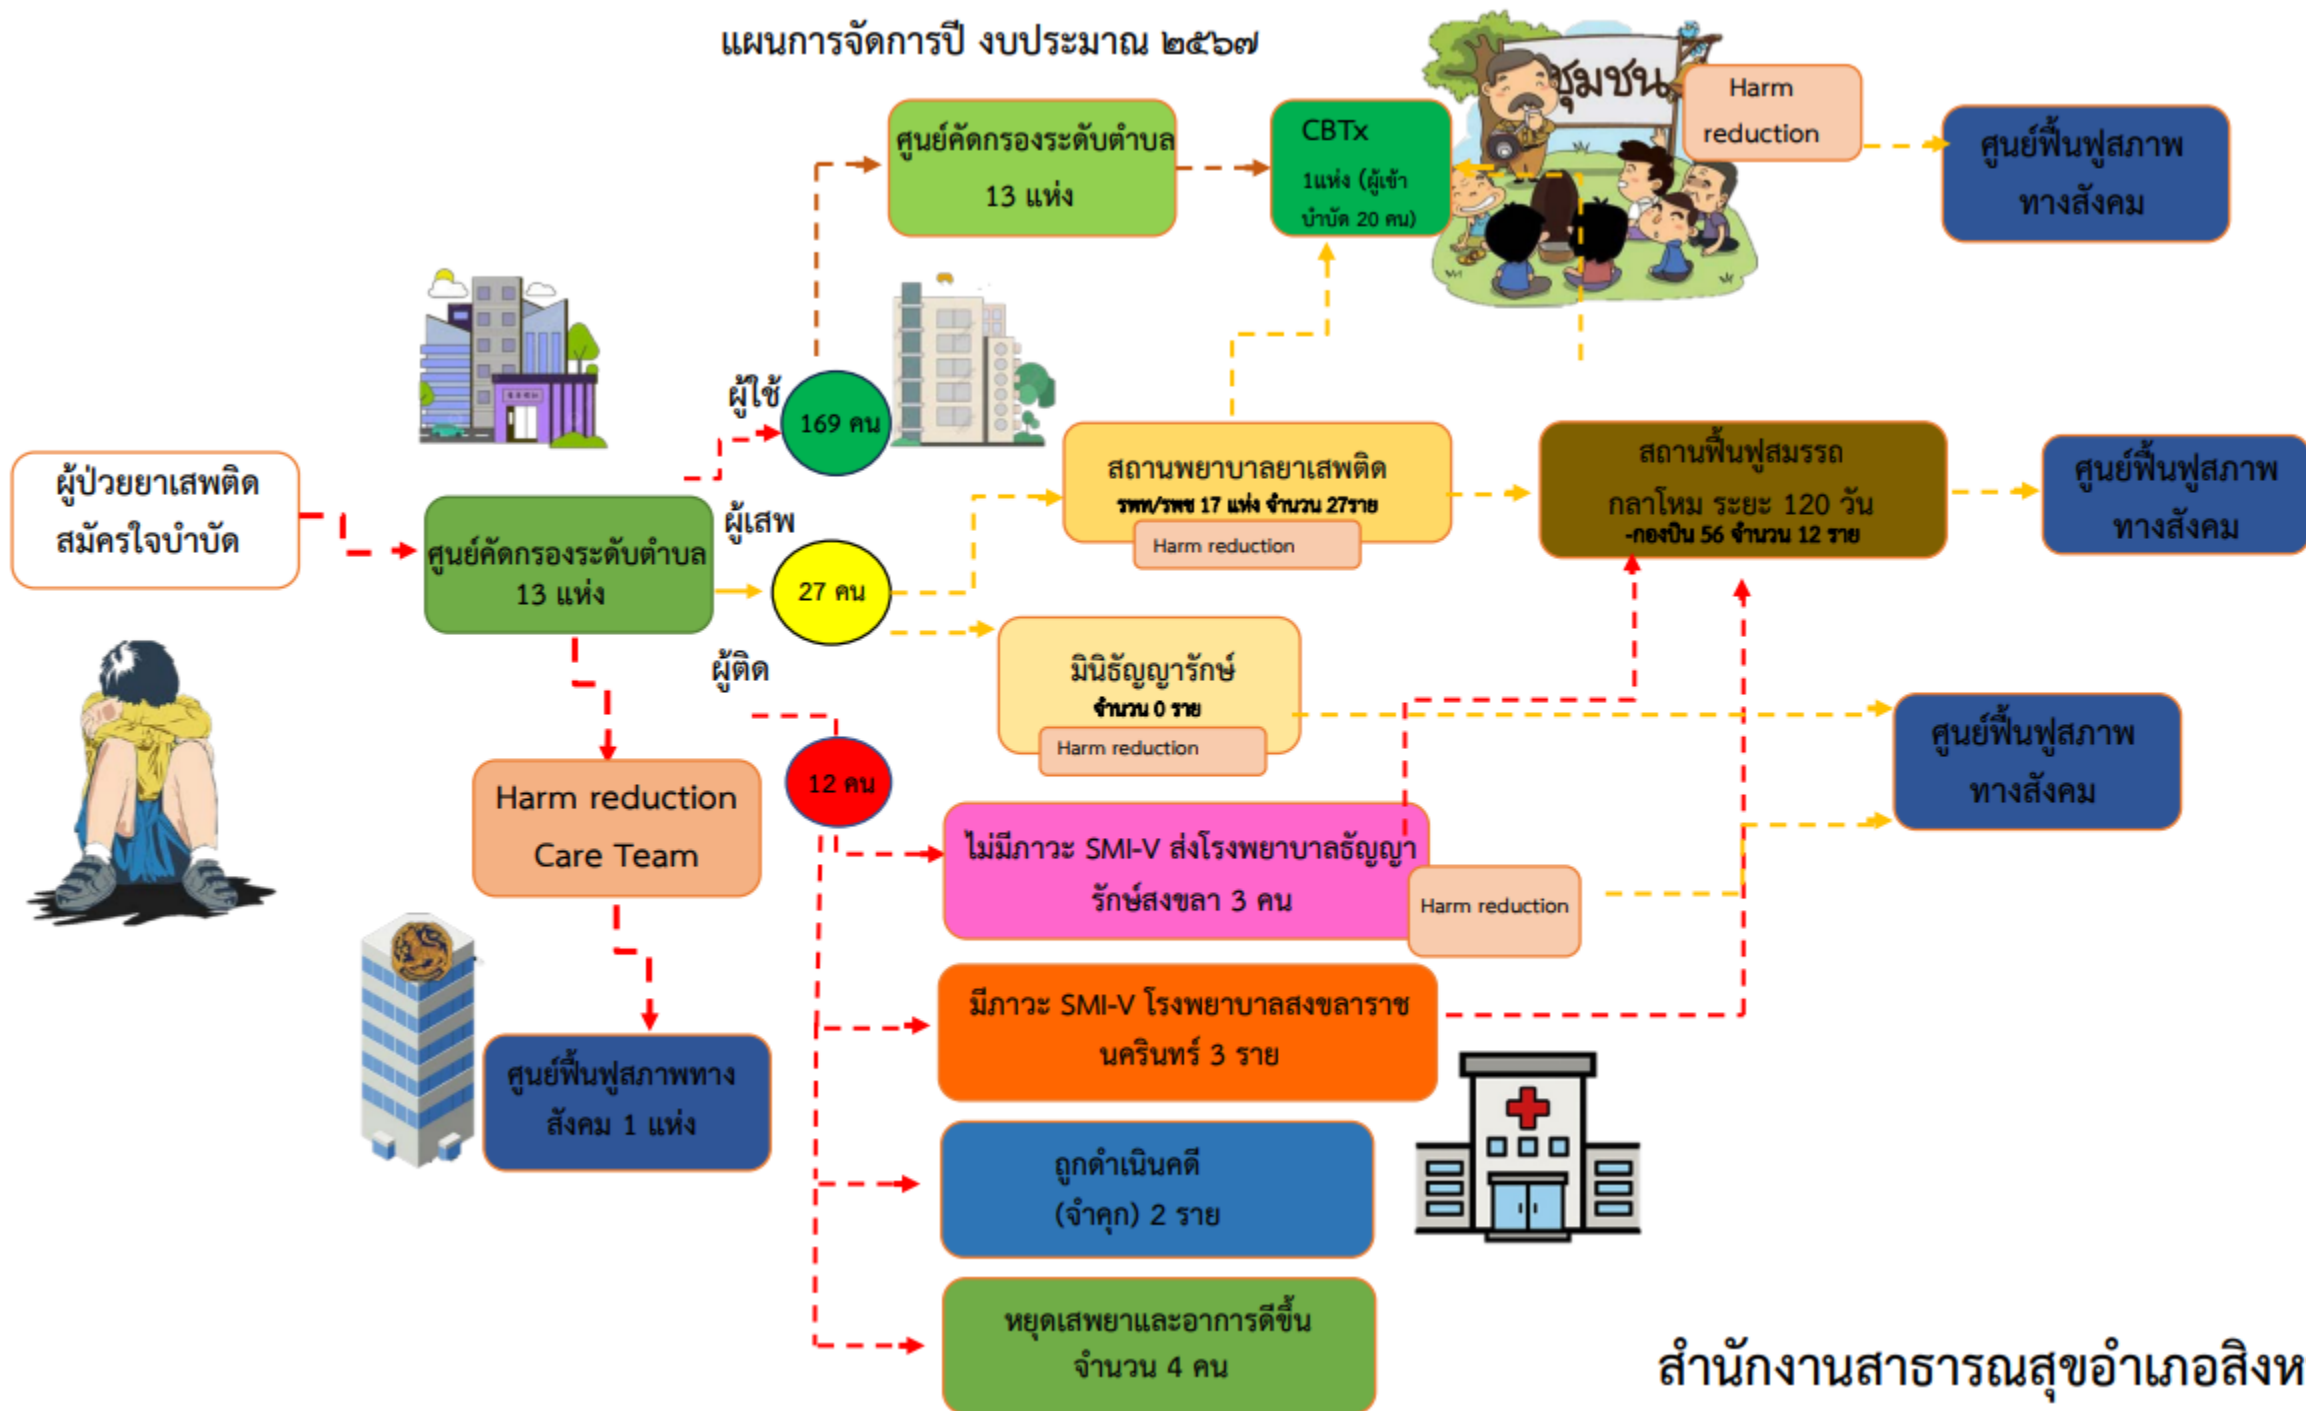 แผนการจัดการปี งบประมาณ ๒๕๖๗
ศูนย์คัดกรองระดับตำบล
13 แห่ง
CBTx
1แห่ง (ผู้เข้า
บำบัด 20 คน)
ชุมชน
Harm
reduction
ศูนย์ฟื้นฟูสภาพ
ทางสังคม
ผู้ป่วยยาเสพติด
สมัครใจบำบัด
ศูนย์คัดกรองระดับตำบล
13 แห่ง
ผู้ใช้
169 คน
ผู้เสพ
27 คน
ผู้ติด
12 คน
สถานพยาบาลยาเสพติด
รพท/รพช 17 แห่ง จำนวน 27ราย
Harm reduction
สถานฟื้นฟูสมรรถ
กลาโหม ระยะ 120 วัน
-กองบิน 56 จำนวน 12 ราย
ศูนย์ฟื้นฟูสภาพ
ทางสังคม
มินิธัญญารักษ์
จำนวน 0 ราย
Harm reduction
ศูนย์ฟื้นฟูสภาพ
ทางสังคม
Harm reduction
Care Team
ไม่มีภาวะ SMI-V ส่งโรงพยาบาลธัญญา
รักษ์สงขลา 3 คน
Harm reduction
มีภาวะ SMI-V โรงพยาบาลสงขลาราช
นครินทร์ 3 ราย
ศูนย์ฟื้นฟูสภาพทาง
สังคม 1 แห่ง
ถูกดำเนินคดี
(จำคุก) 2 ราย
หยุดเสพยาและอาการดีขึ้น
จำนวน 4 คน
สำนักงานสาธารณสุขอำเภอสิงห